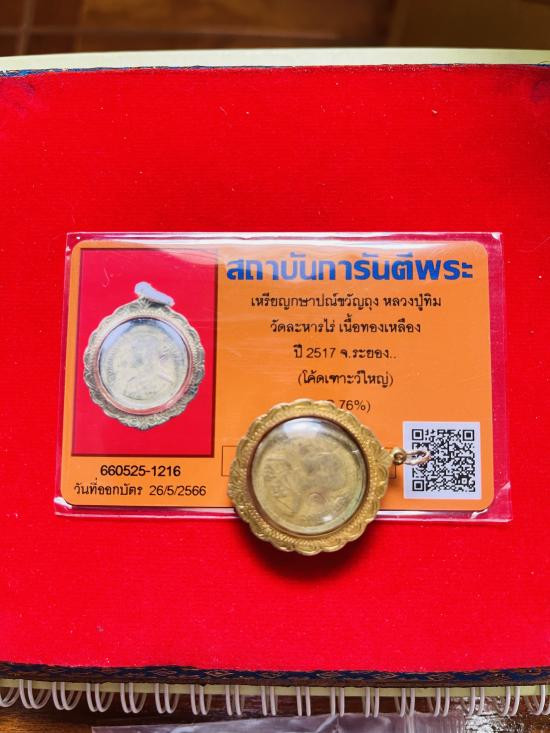 สถาบันการันตีพระ
เหรียญกษาปณ์ขวัญถุง หลวงปู่ทิม
วัดละหารไร่ เนื้อทองเหลือง
ปี 2517 จ.ระยอง..
(โค้ดเฑาะว์ใหญ่)
76%)
660525-1216
วันที่ออกบัตร 26/5/2566